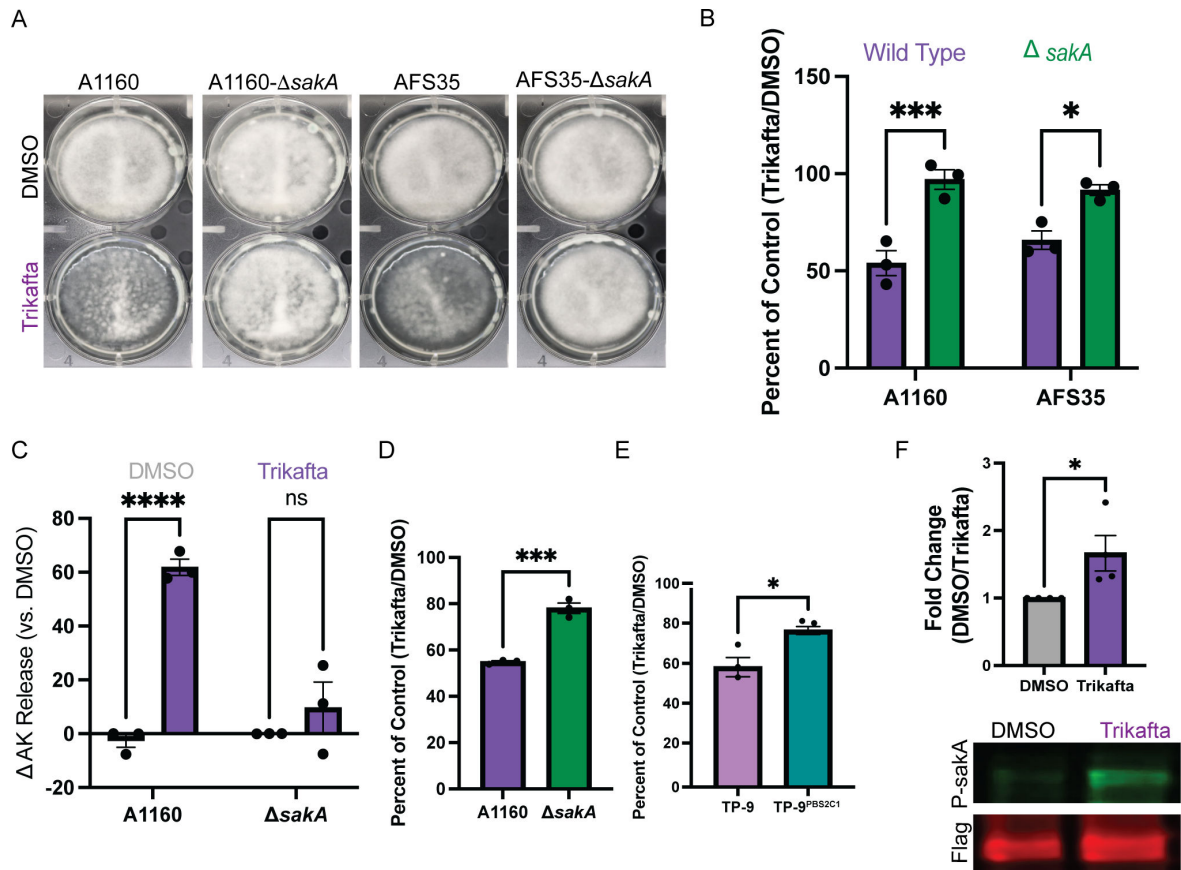 A
A1160
A1160-ΔsakA
AFS35
AFS35-ΔsakA
DMSO
Trikafta
4
4
B
Percent of Control (Trikafta/DMSO)
Wild Type
Δ sakA
150
100
50
0
***
*
A1160
AFS35
C
DMSO
Trikafta
****
ns
Δ AK Release (vs. DMSO)
80
60
40
20
0
-20
A1160
ΔsakA
D
Percent of Control (Trikafta/DMSO)
100
80
60
40
20
0
***
A1160
ΔsakA
E
Percent of Control (Trikafta/DMSO)
100
80
60
40
20
0
*
TP-9
TP-9PBS2C1
F
Fold Change
(DMSO/Trikafta)
3
2
1
0
*
DMSO
Trikafta
DMSO
Trikafta
P-sakA
Flag